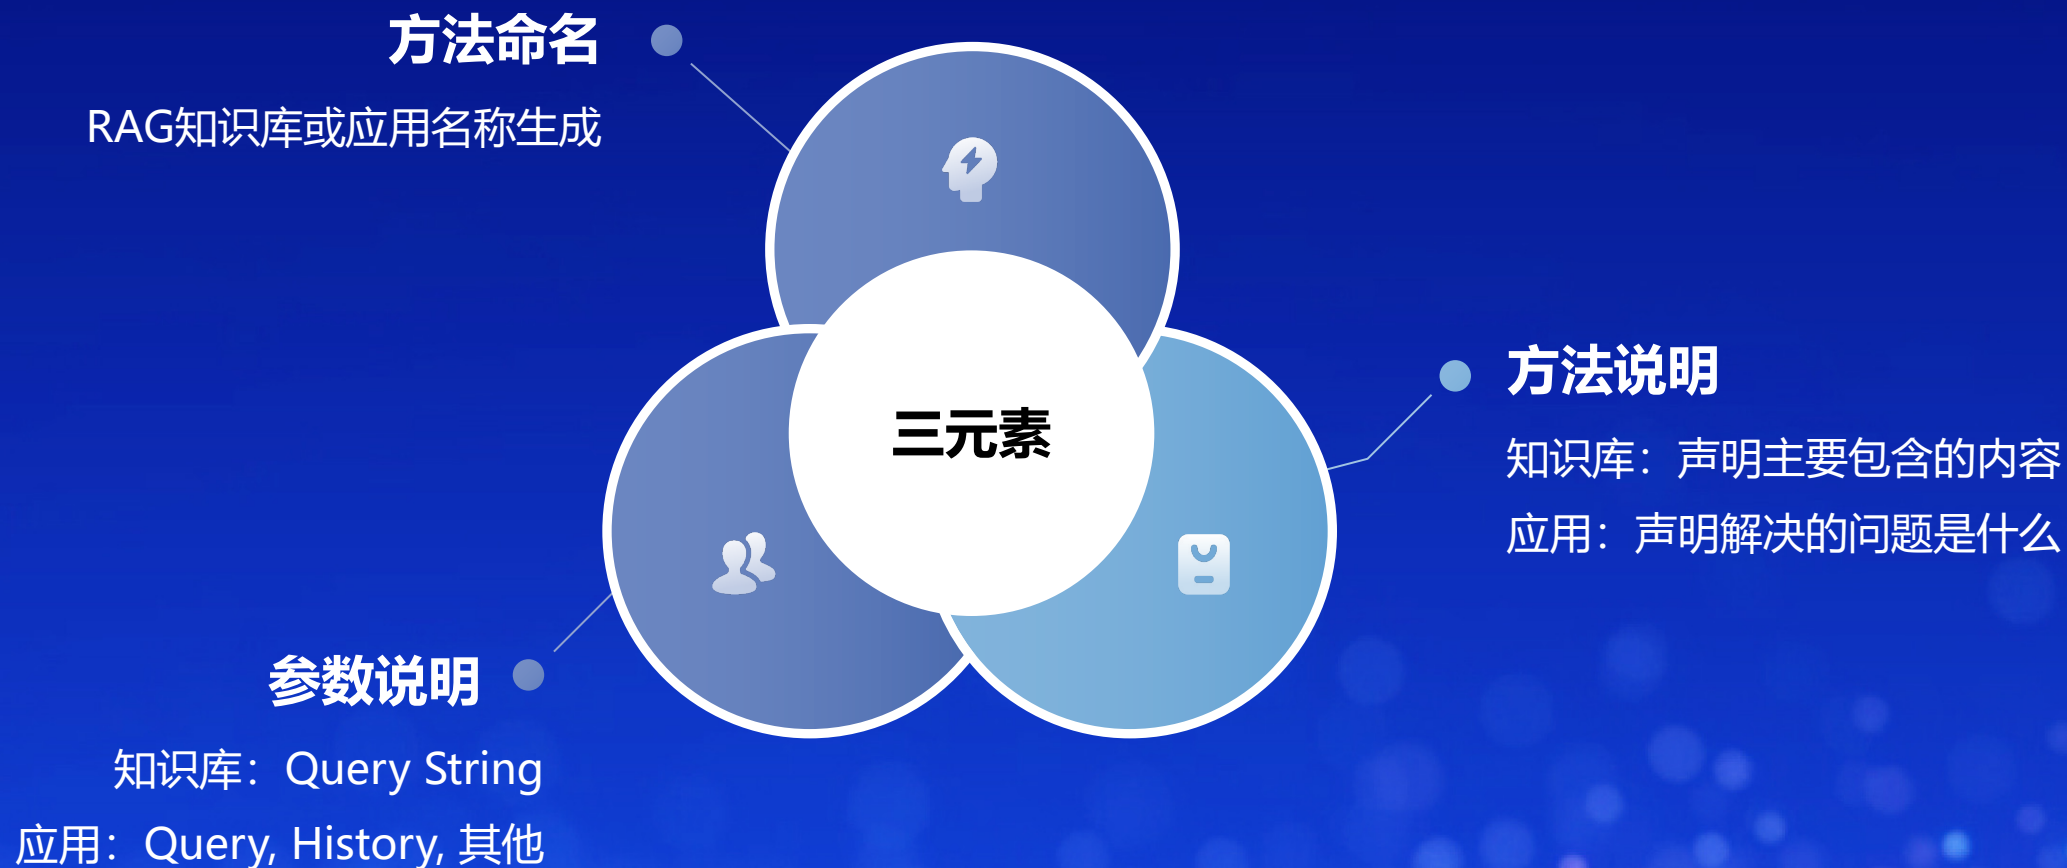 方法命名
RAG知识库或应用名称生成
三元素
方法说明
知识库：声明主要包含的内容
应用：声明解决的问题是什么
参数说明
知识库：Query String
应用：Query, History, 其他